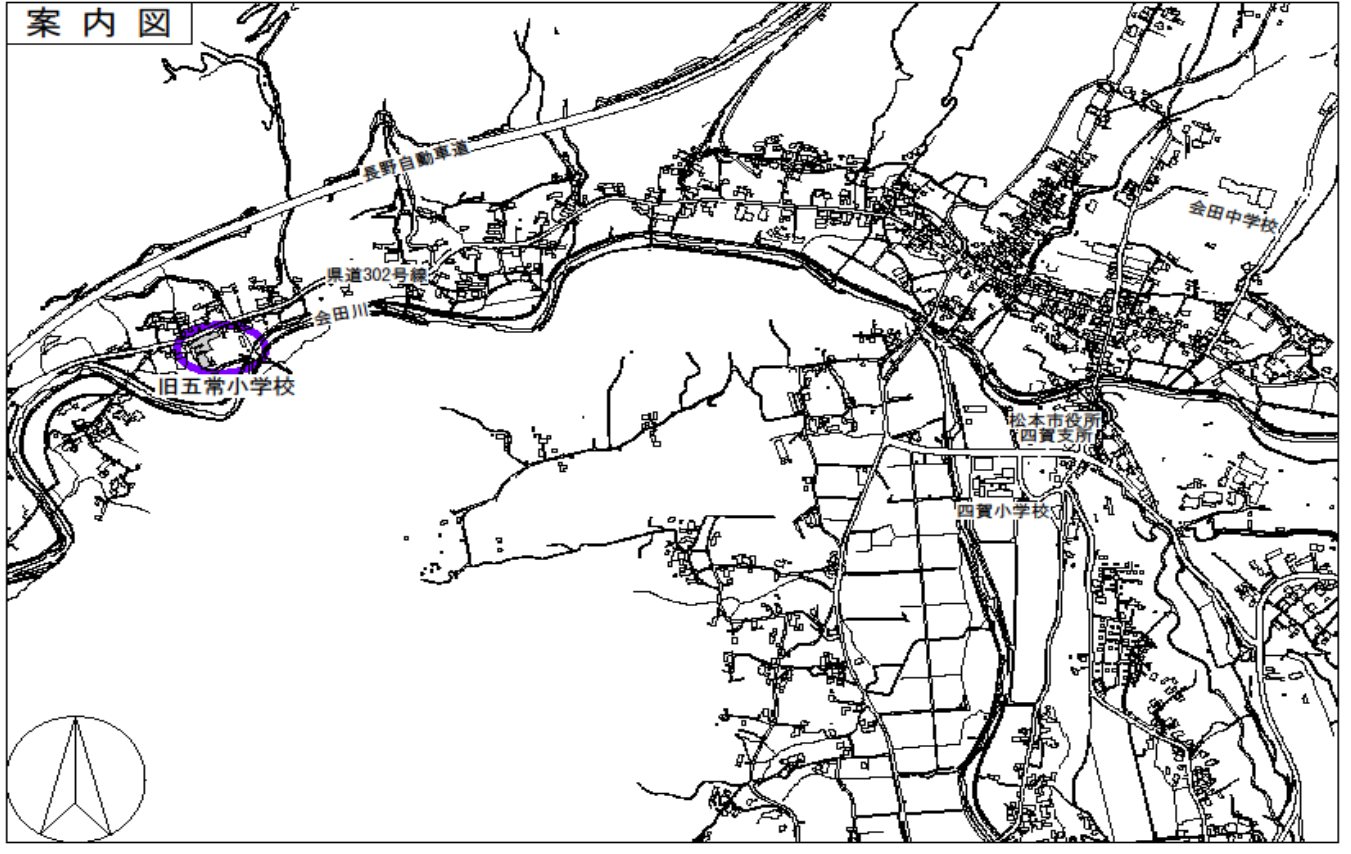 案内図
長野自動車道
会田中学校
県道302号線
会田川
旧五常小学校
松本市役所
四賀支所
四賀小学校